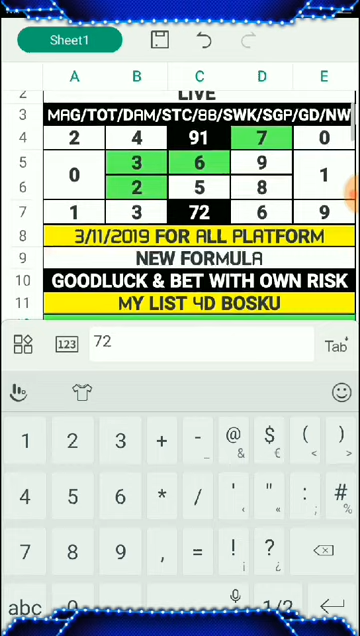 Sheet1
A B C D E
2 LIVE
3 MAG/TOT/DAM/STC/88/SWK/SGP/GD/NW
4 2 4 91 7 0
5 0 3 6 9 1
6 2 5 8
7 1 3 72 6 9
8 3/11/2019 FOR ALL PLATFORM
9 NEW FORMULA
10 GOODLUCK & BET WITH OWN RISK
11 MY LIST 4D BOSKU
123 72 Tab
1 2 3 + - _ @ & $ € ( < ) >
4 5 6 * / ' ‹ " « : ; # %
7 8 9 , = ! ¡ ? ¿
abc 0 . 1/2